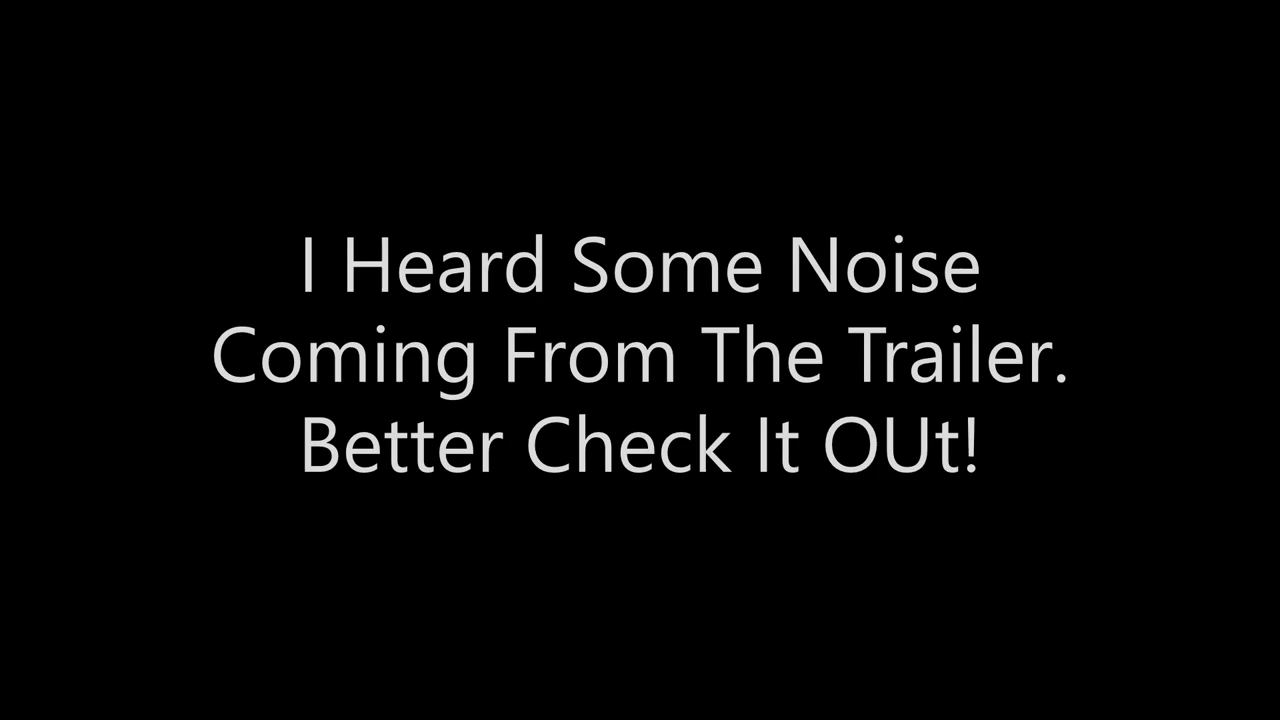 I Heard Some Noise
Coming From The Trailer.
Better Check It OUt!